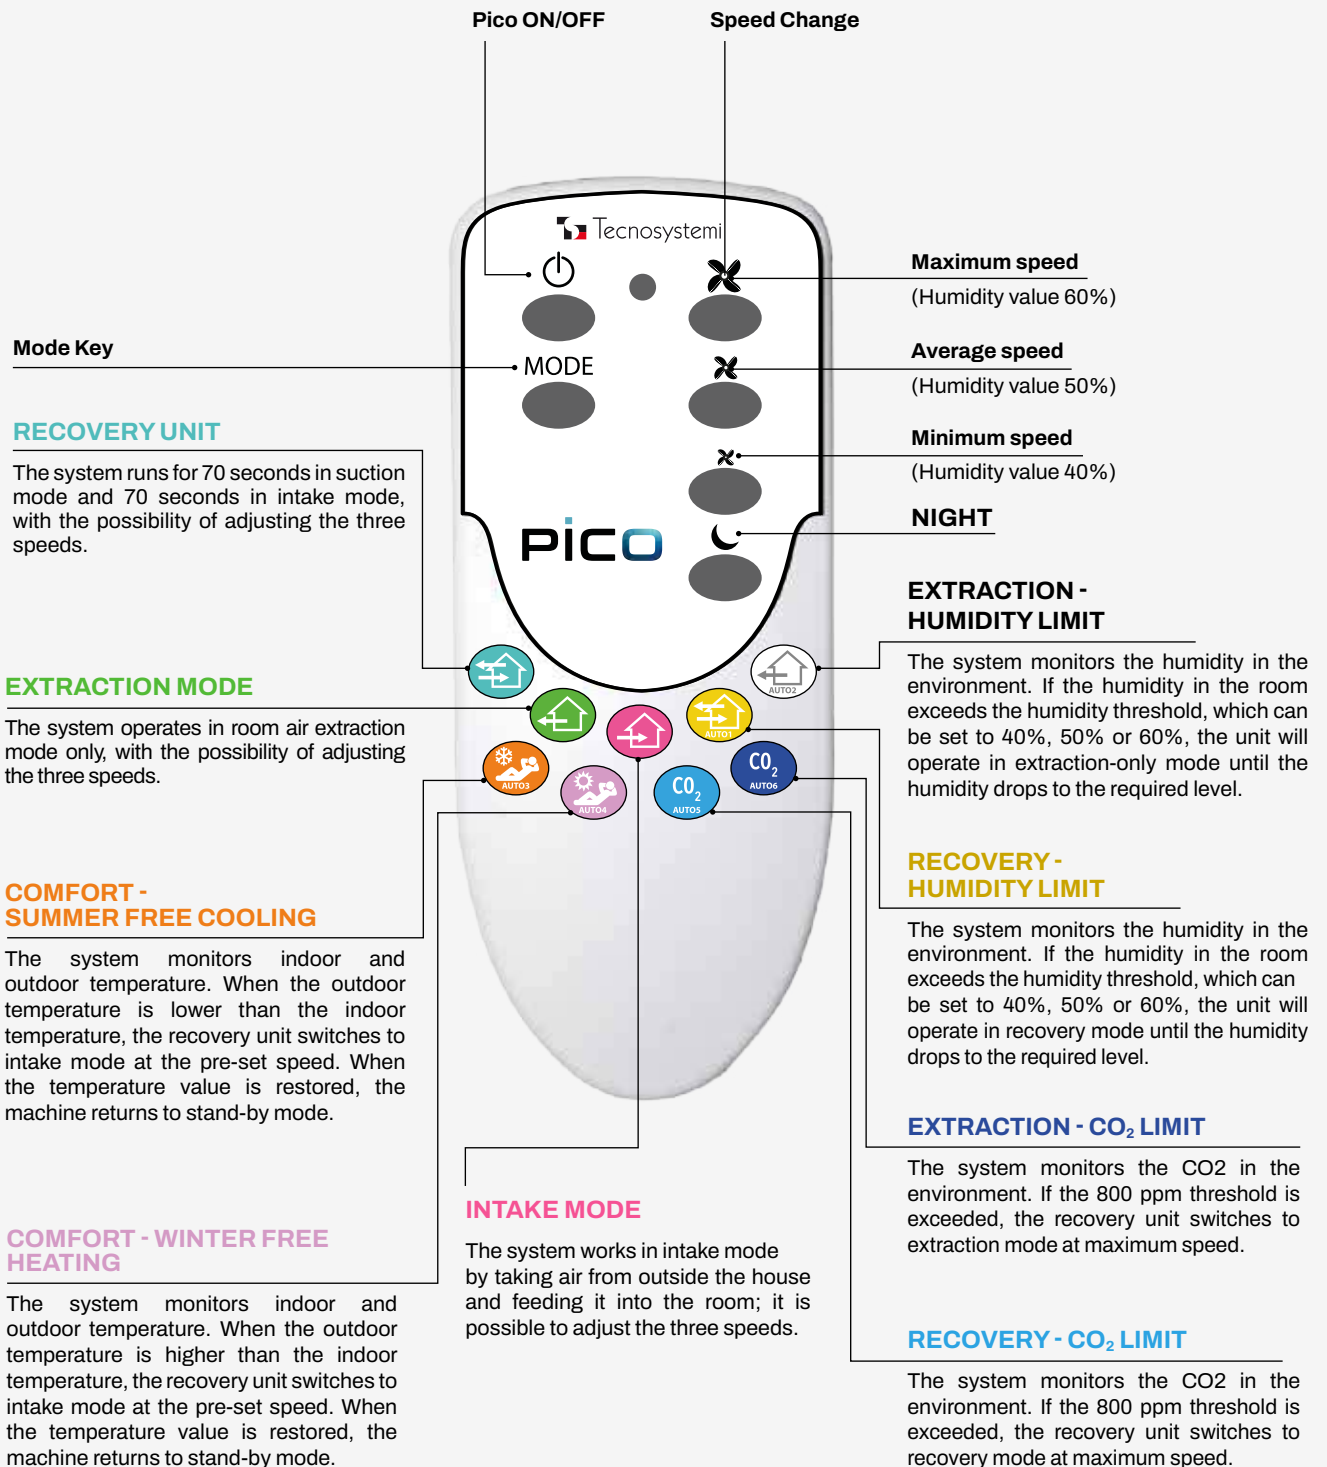 Pico ON/OFF
Speed Change
Tecnosystemi
Maximum speed
(Humidity value 60%)
Mode Key
MODE
Average speed
(Humidity value 50%)
RECOVERY UNIT
The system runs for 70 seconds in suction
mode and 70 seconds in intake mode,
with the possibility of adjusting the three
speeds.
Minimum speed
(Humidity value 40%)
NIGHT
PiCO
EXTRACTION -
HUMIDITY LIMIT
The system monitors the humidity in the
environment. If the humidity in the room
exceeds the humidity threshold, which can
be set to 40%, 50% or 60%, the unit will
operate in extraction-only mode until the
humidity drops to the required level.
EXTRACTION MODE
The system operates in room air extraction
mode only, with the possibility of adjusting
the three speeds.
AUTO2
AUTO1
AUTO3
AUTO4
CO2
AUTO5
CO2
AUTO6
COMFORT -
SUMMER FREE COOLING
The system monitors indoor and
outdoor temperature. When the outdoor
temperature is lower than the indoor
temperature, the recovery unit switches to
intake mode at the pre-set speed. When
the temperature value is restored, the
machine returns to stand-by mode.
RECOVERY -
HUMIDITY LIMIT
The system monitors the humidity in the
environment. If the humidity in the room
exceeds the humidity threshold, which can
be set to 40%, 50% or 60%, the unit will
operate in recovery mode until the humidity
drops to the required level.
EXTRACTION - CO₂ LIMIT
The system monitors the CO2 in the
environment. If the 800 ppm threshold is
exceeded, the recovery unit switches to
extraction mode at maximum speed.
INTAKE MODE
The system works in intake mode
by taking air from outside the house
and feeding it into the room; it is
possible to adjust the three speeds.
COMFORT - WINTER FREE
HEATING
The system monitors indoor and
outdoor temperature. When the outdoor
temperature is higher than the indoor
temperature, the recovery unit switches to
intake mode at the pre-set speed. When
the temperature value is restored, the
machine returns to stand-by mode.
RECOVERY - CO₂ LIMIT
The system monitors the CO2 in the
environment. If the 800 ppm threshold is
exceeded, the recovery unit switches to
recovery mode at maximum speed.